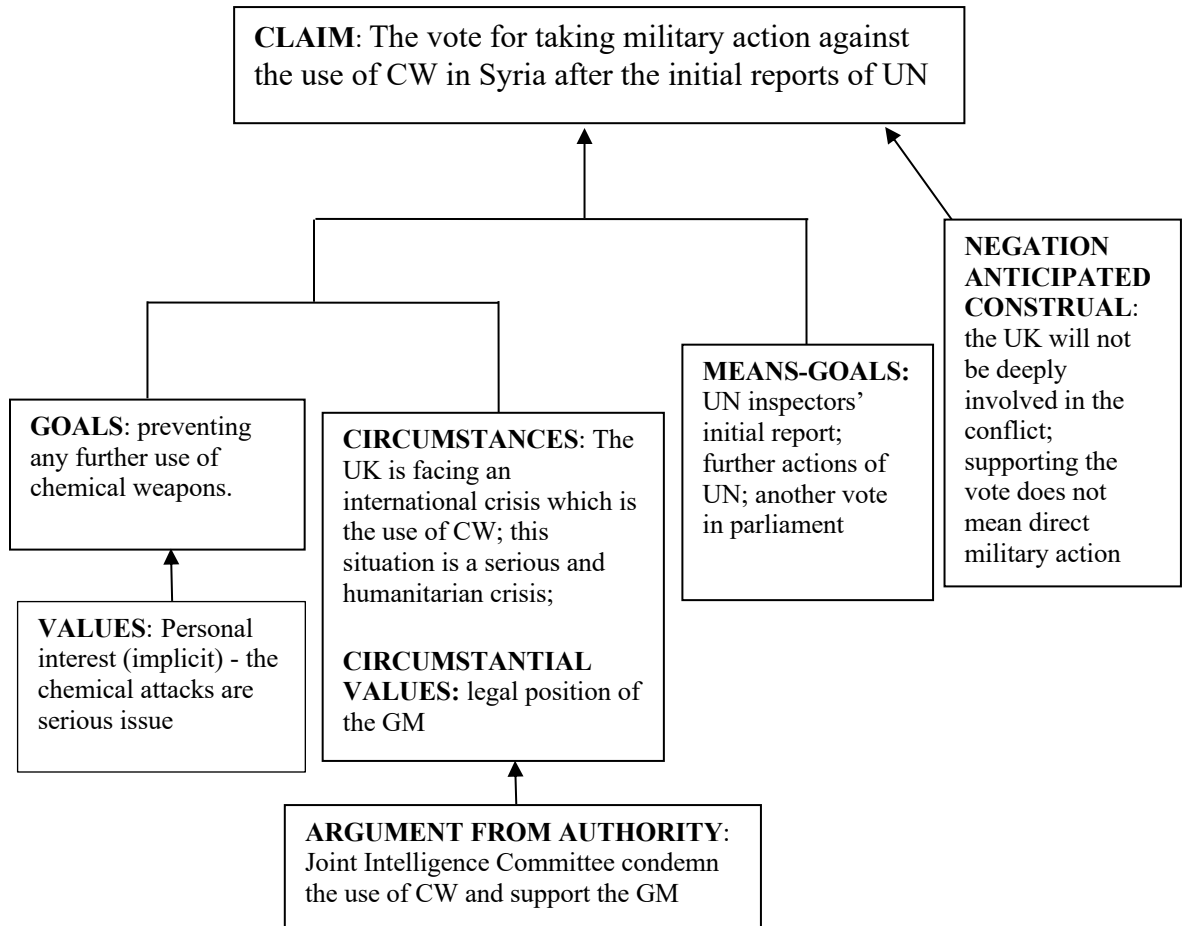 CLAIM: The vote for taking military action against
the use of CW in Syria after the initial reports of UN
NEGATION
ANTICIPATED
CONSTRUAL:
the UK will not
be deeply
involved in the
conflict;
supporting the
vote does not
mean direct
military action
MEANS-GOALS:
UN inspectors’
initial report;
further actions of
UN; another vote
in parliament
GOALS: preventing
any further use of
chemical weapons.
CIRCUMSTANCES: The
UK is facing an
international crisis which is
the use of CW; this
situation is a serious and
humanitarian crisis;
CIRCUMSTANTIAL
VALUES: legal position of
the GM
VALUES: Personal
interest (implicit) - the
chemical attacks are
serious issue
ARGUMENT FROM AUTHORITY:
Joint Intelligence Committee condemn
the use of CW and support the GM